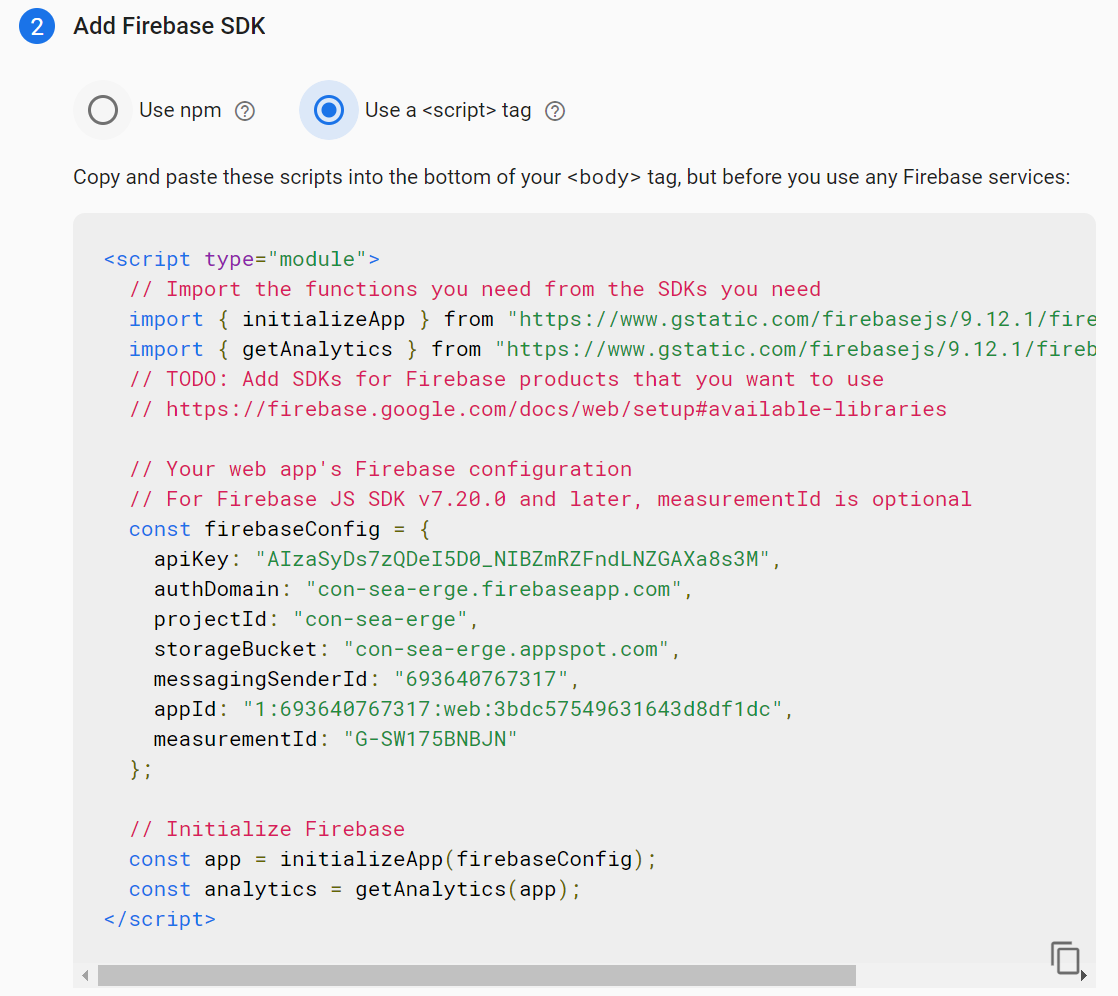 2 Add Firebase SDK
Use npm ? Use a <script> tag ?
Copy and paste these scripts into the bottom of your <body> tag, but before you use any Firebase services:
<script type="module">
// Import the functions you need from the SDKs you need
import { initializeApp } from "https://www.gstatic.com/firebasejs/9.12.1/fire
import { getAnalytics } from "https://www.gstatic.com/firebasejs/9.12.1/fireb
// TODO: Add SDKs for Firebase products that you want to use
// https://firebase.google.com/docs/web/setup#available-libraries
// Your web app's Firebase configuration
// For Firebase JS SDK v7.20.0 and later, measurementId is optional
const firebaseConfig = {
apiKey: "AIzaSyDs7zQDeI5D0_NIBZmRZFndLNZGAXa8s3M",
authDomain: "con-sea-erge.firebaseapp.com",
projectId: "con-sea-erge",
storageBucket: "con-sea-erge.appspot.com",
messagingSenderId: "693640767317",
appId: "1:693640767317:web:3bdc57549631643d8df1dc",
measurementId: "G-SW175BNBJN"
};
// Initialize Firebase
const app = initializeApp(firebaseConfig);
const analytics = getAnalytics(app);
</script>